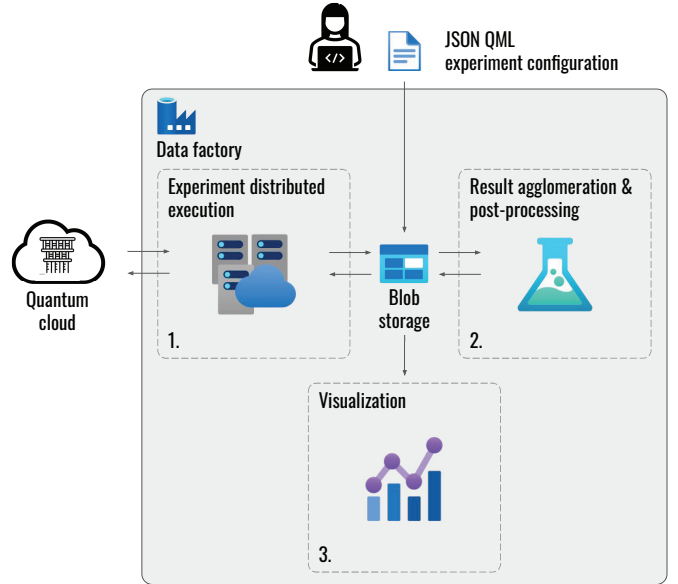 </>
JSON QML
experiment configuration
Data factory
Experiment distributed
execution
1.
Result agglomeration &
post-processing
2.
Quantum
cloud
Blob
storage
Visualization
3.